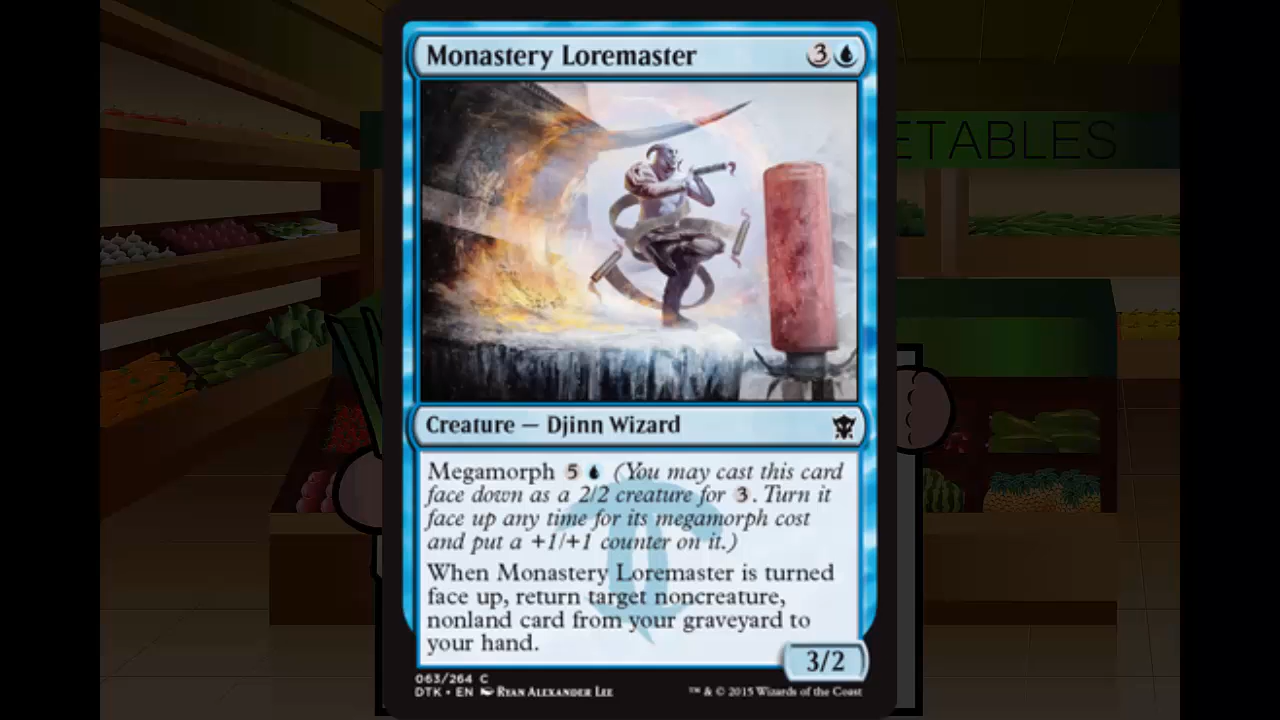 Monastery Loremaster 3
ETABLES
Creature — Djinn Wizard
Megamorph 5 (You may cast this card
face down as a 2/2 creature for 3. Turn it
face up any time for its megamorph cost
and put a +1/+1 counter on it.)
When Monastery Loremaster is turned
face up, return target noncreature,
nonland card from your graveyard to
your hand.
3/2
063/264 C
DTK • EN Ryan Alexander Lee
™ & © 2015 Wizards of the Coast